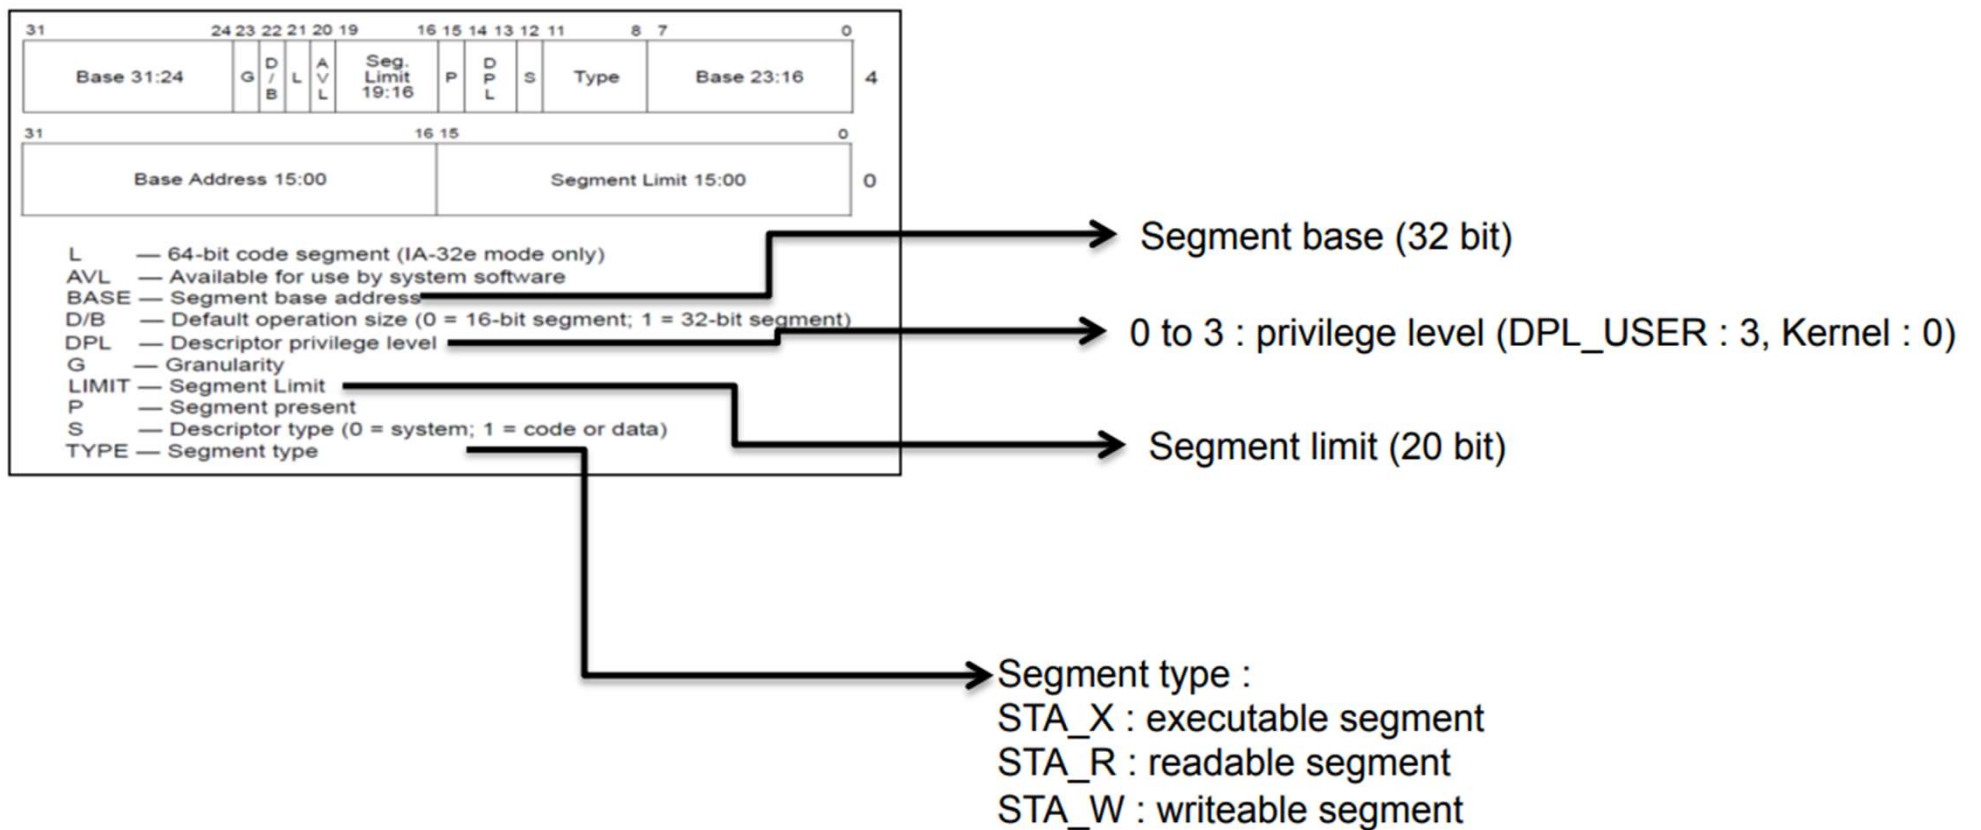 31 24 23 22 21 20 19 16 15 14 13 12 11 8 7 0
Base 31:24 G D/B L AVL Seg. Limit 19:16 P DPL S Type Base 23:16 4
31 16 15 0
Base Address 15:00 Segment Limit 15:00 0
L — 64-bit code segment (IA-32e mode only)
AVL — Available for use by system software
BASE — Segment base address
D/B — Default operation size (0 = 16-bit segment; 1 = 32-bit segment)
DPL — Descriptor privilege level
G — Granularity
LIMIT — Segment Limit
P — Segment present
S — Descriptor type (0 = system; 1 = code or data)
TYPE — Segment type
Segment base (32 bit)
0 to 3 : privilege level (DPL_USER : 3, Kernel : 0)
Segment limit (20 bit)
Segment type :
STA_X : executable segment
STA_R : readable segment
STA_W : writeable segment